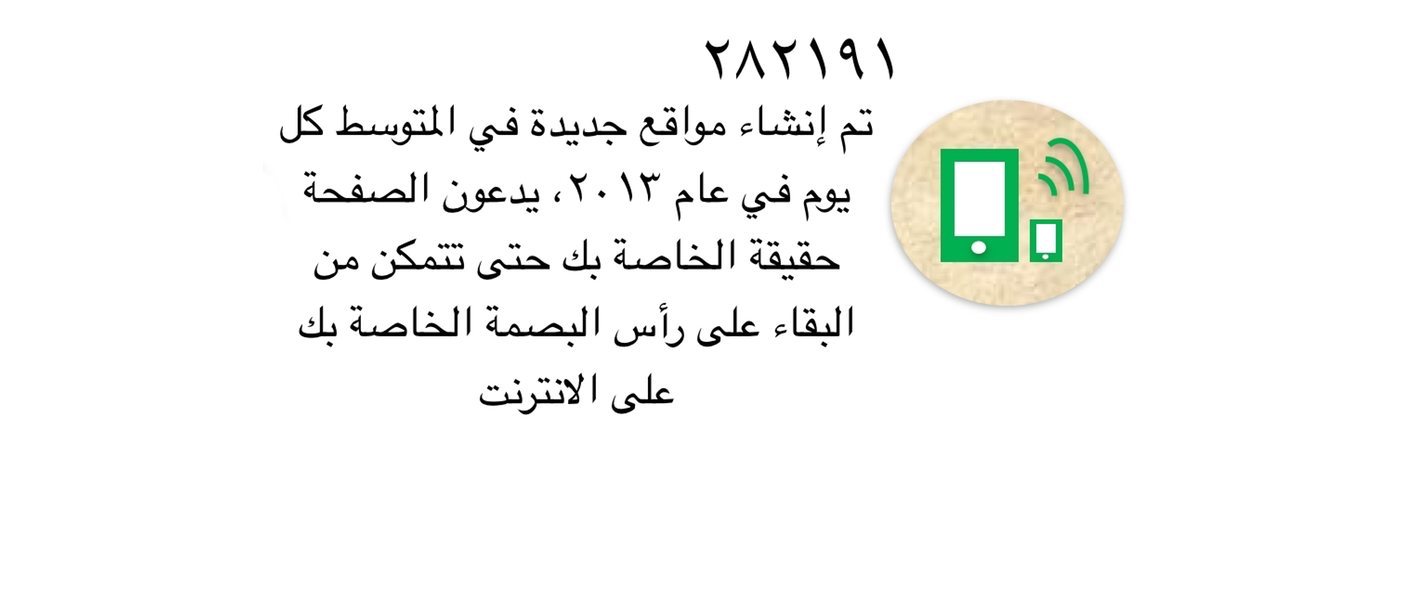 ٢٨٢١٩١
تم إنشاء مواقع جديدة في المتوسط كل
يوم في عام ٢٠١٣، يدعون الصفحة
حقيقة الخاصة بك حتى تتمكن من
البقاء على رأس البصمة الخاصة بك
على الانترنت